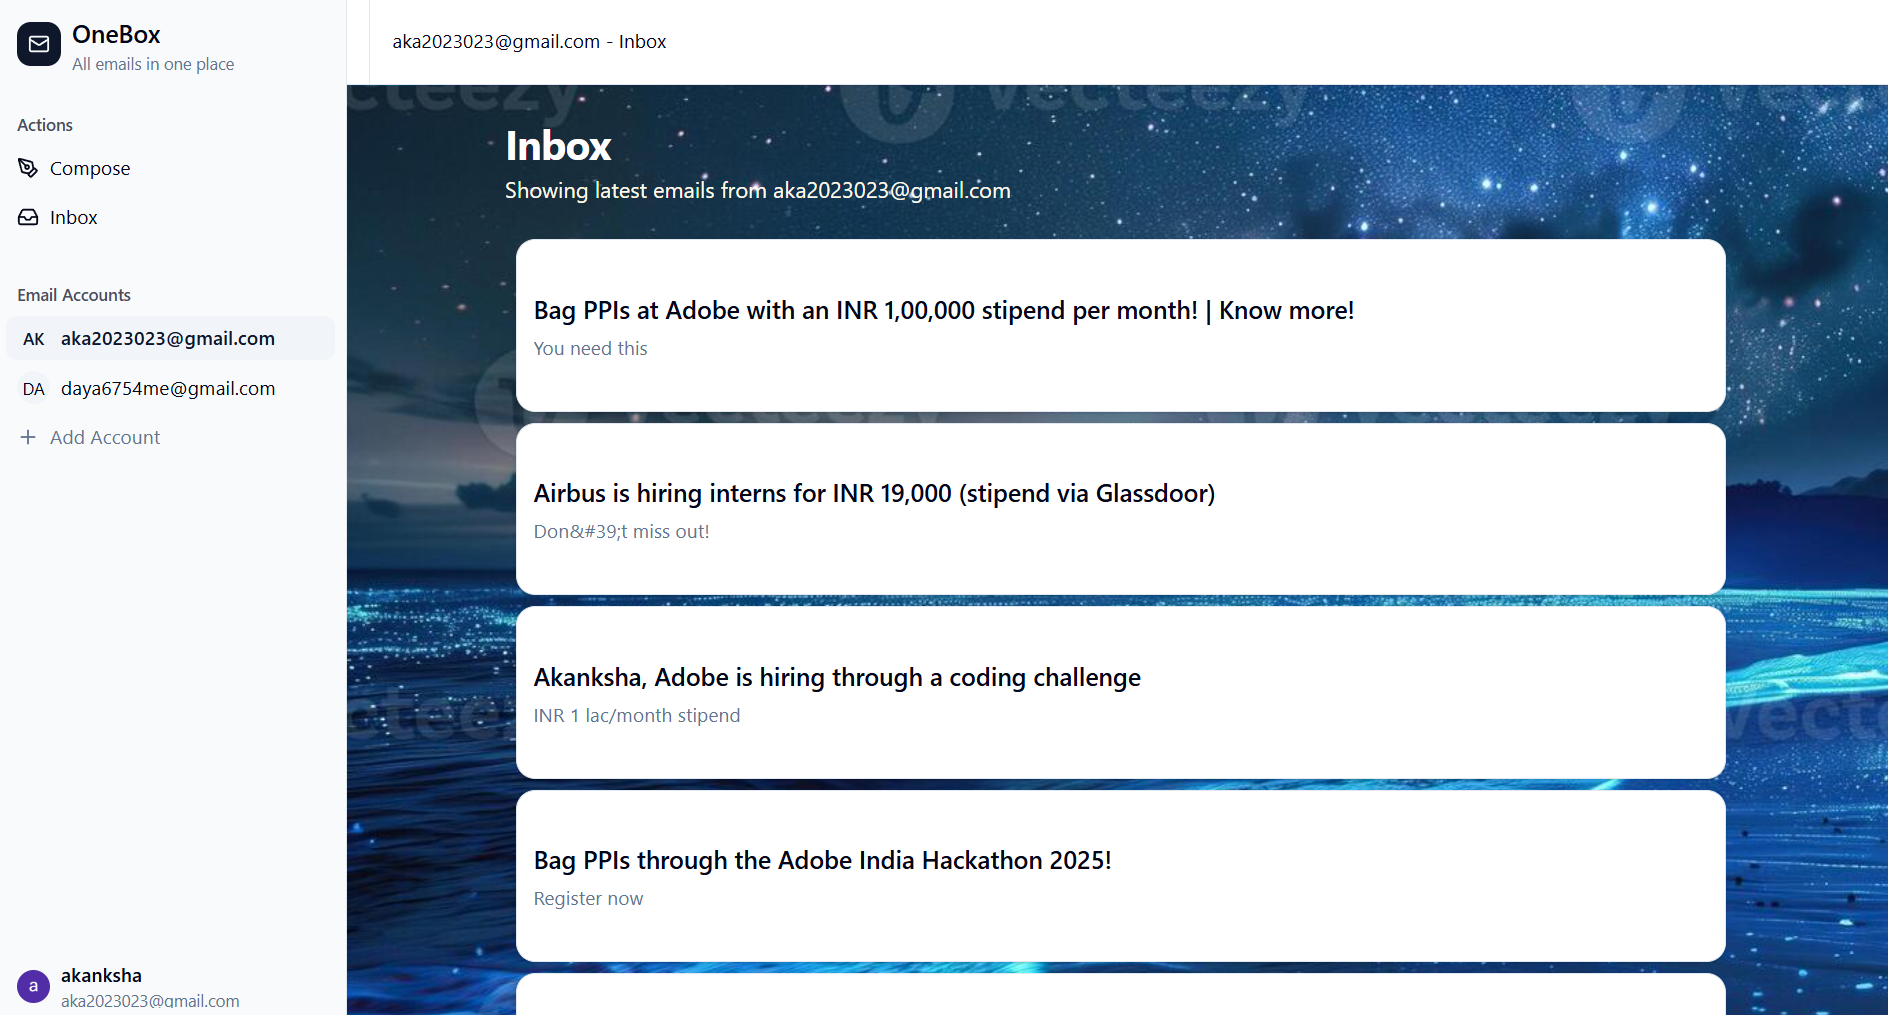 OneBox
All emails in one place
Actions
Compose
Inbox
Email Accounts
AK aka2023023@gmail.com
DA daya6754me@gmail.com
+ Add Account
a akanksha
aka2023023@gmail.com
aka2023023@gmail.com - Inbox
Inbox
Showing latest emails from aka2023023@gmail.com
Bag PPIs at Adobe with an INR 1,00,000 stipend per month! | Know more!
You need this
Airbus is hiring interns for INR 19,000 (stipend via Glassdoor)
Don&#39;t miss out!
Akanksha, Adobe is hiring through a coding challenge
INR 1 lac/month stipend
Bag PPIs through the Adobe India Hackathon 2025!
Register now